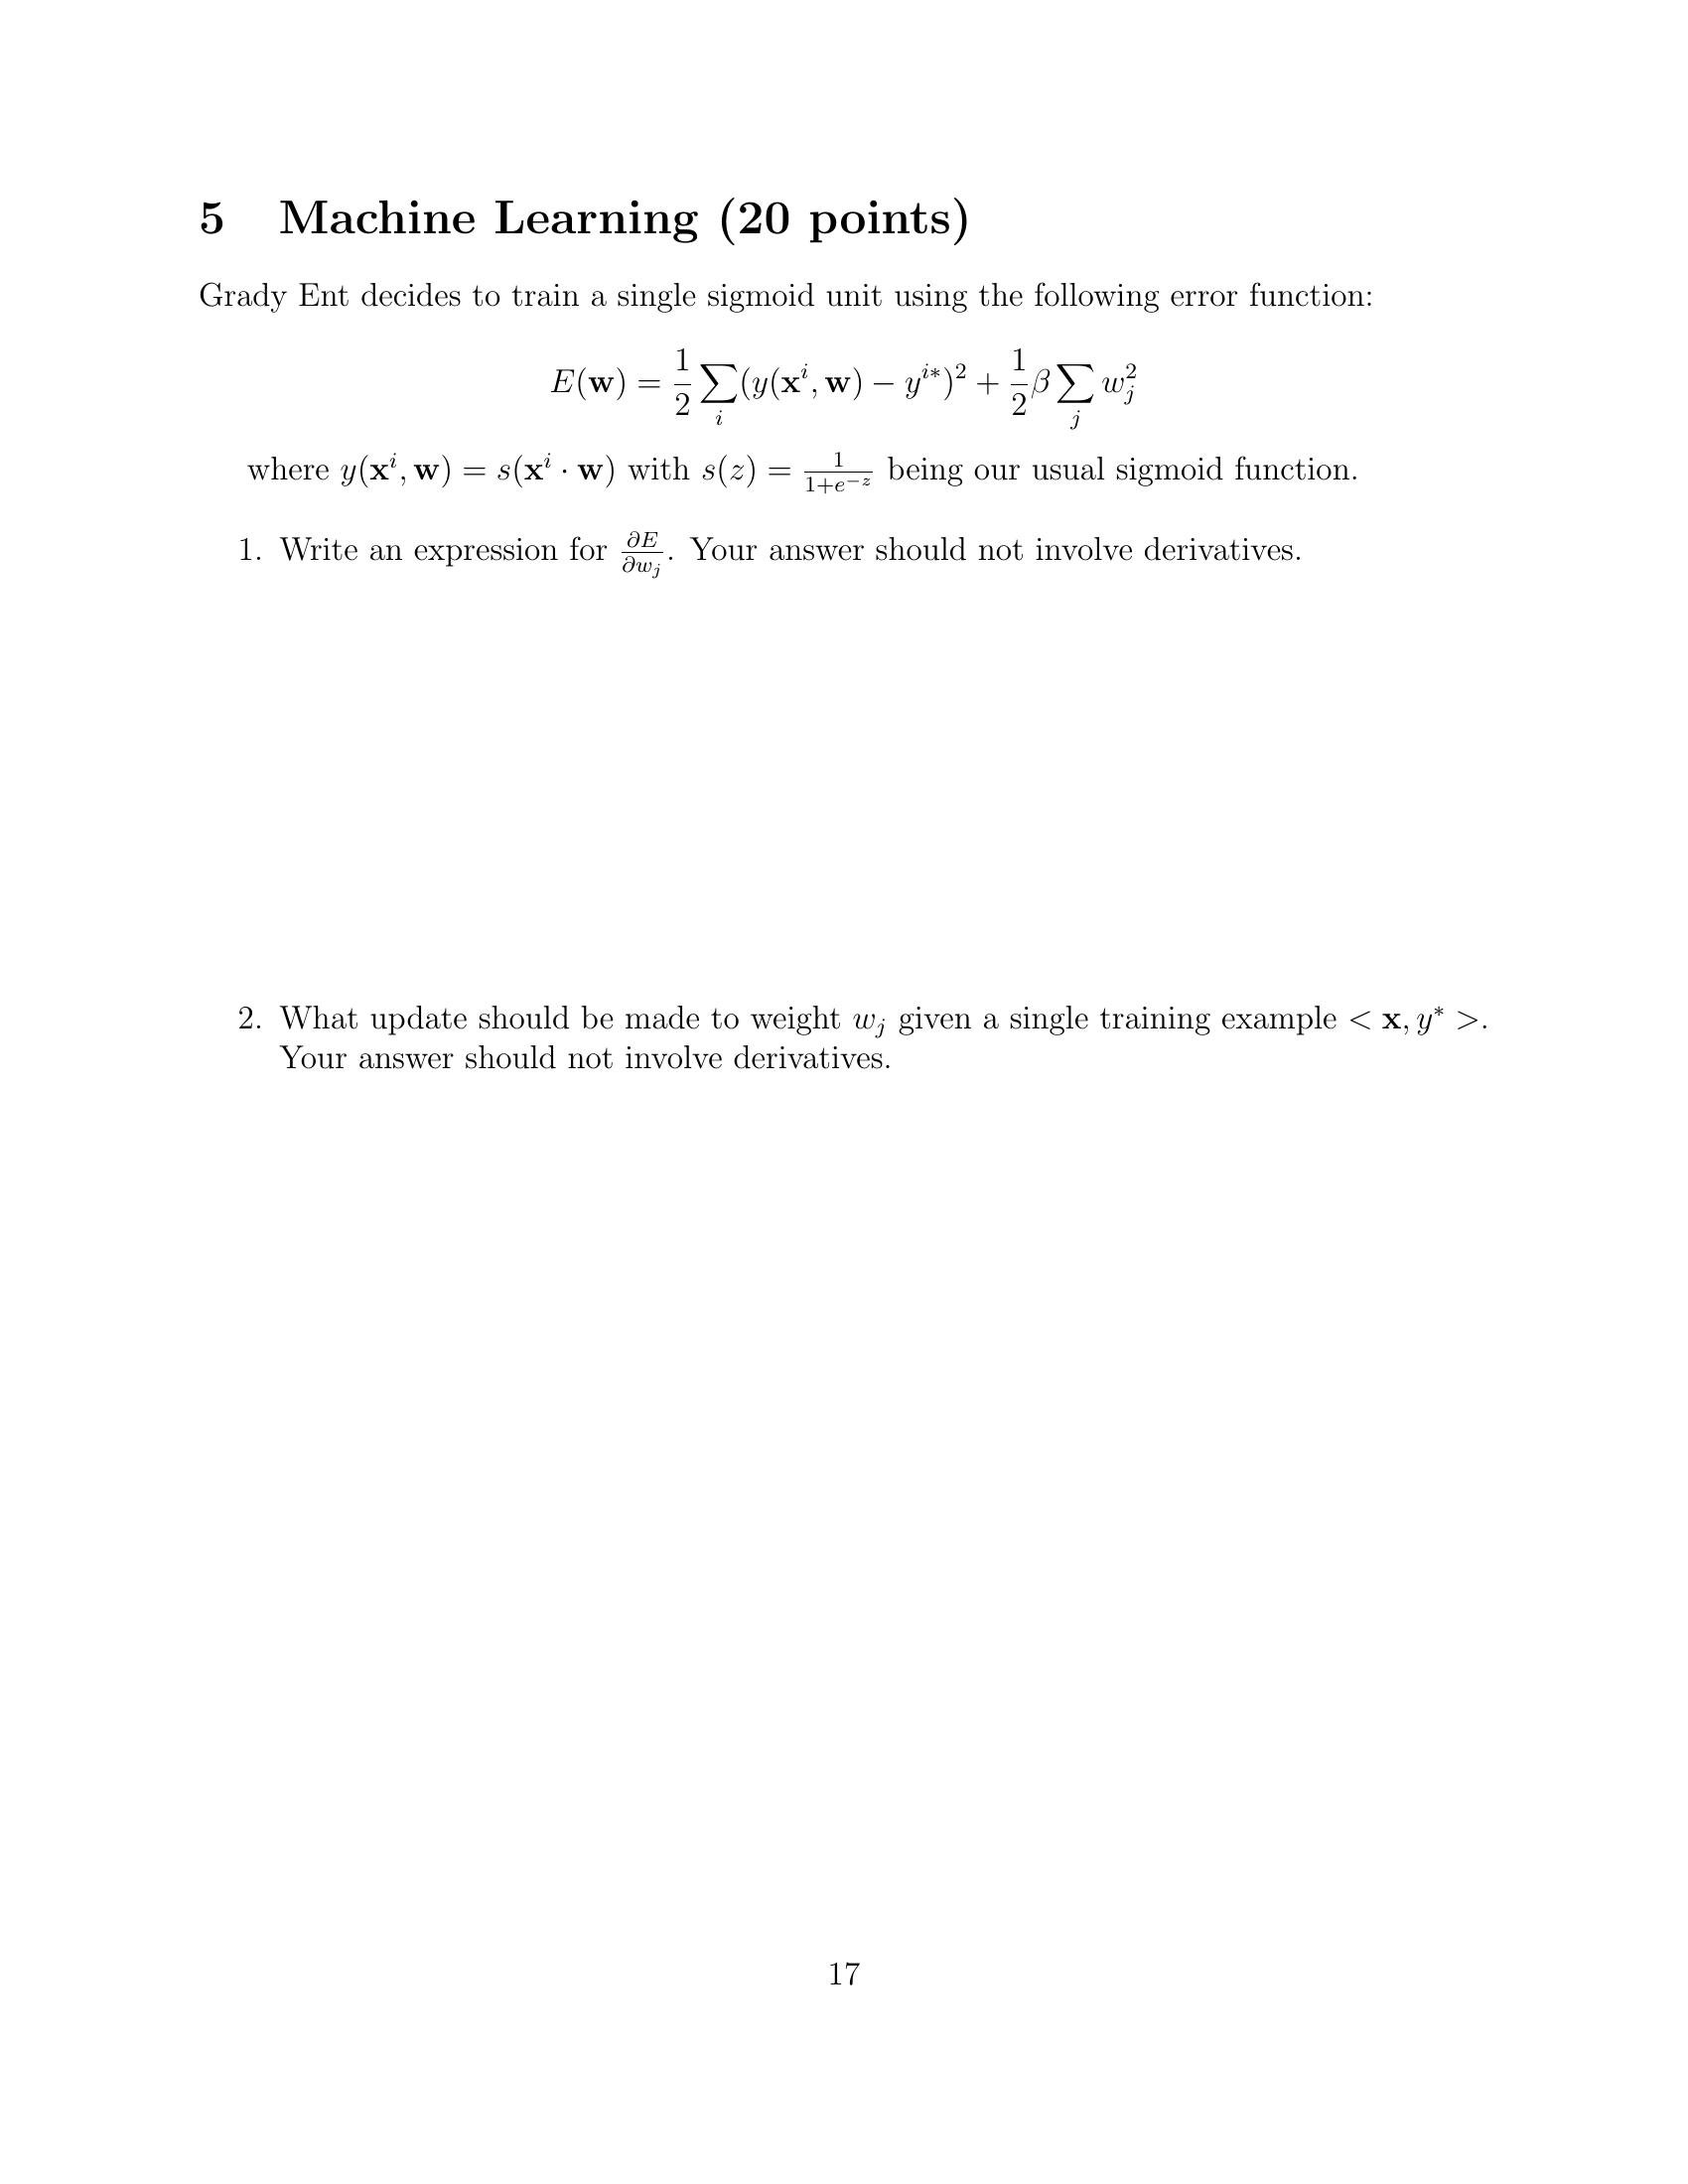 5 Machine Learning (20 points)
Grady Ent decides to train a single sigmoid unit using the following error function:
$E(\mathbf{w}) = \frac{1}{2}\sum_{i}(y(\mathbf{x}^i, \mathbf{w}) - y^{i*})^2 + \frac{1}{2}\beta\sum_{j} w_j^2$
where $y(\mathbf{x}^i, \mathbf{w}) = s(\mathbf{x}^i \cdot \mathbf{w})$ with $s(z) = \frac{1}{1+e^{-z}}$ being our usual sigmoid function.
1. Write an expression for $\frac{\partial E}{\partial w_j}$. Your answer should not involve derivatives.
2. What update should be made to weight $w_j$ given a single training example $< \mathbf{x}, y^* >$.
Your answer should not involve derivatives.
17